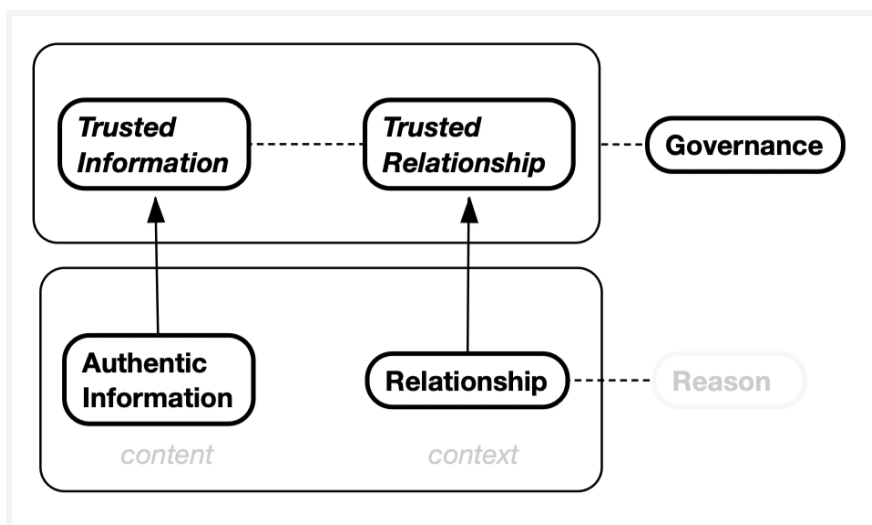 Trusted
Information
Trusted
Relationship
Governance
Authentic
Information
Relationship
Reason
content
context